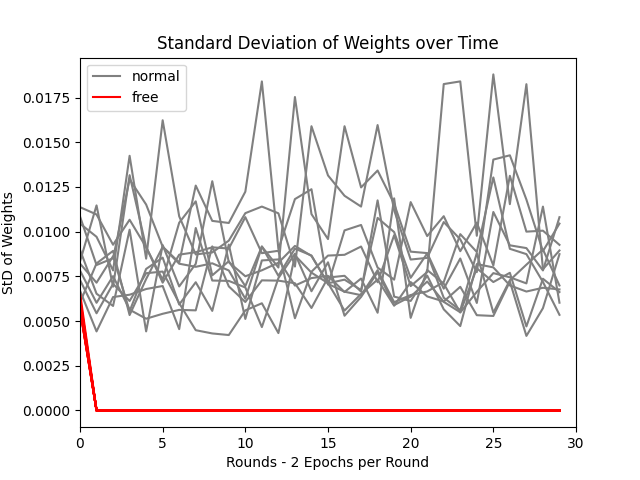 Standard Deviation of Weights over Time
normal
free
StD of Weights
0.0175
0.0150
0.0125
0.0100
0.0075
0.0050
0.0025
0.0000
0 5 10 15 20 25 30
Rounds - 2 Epochs per Round